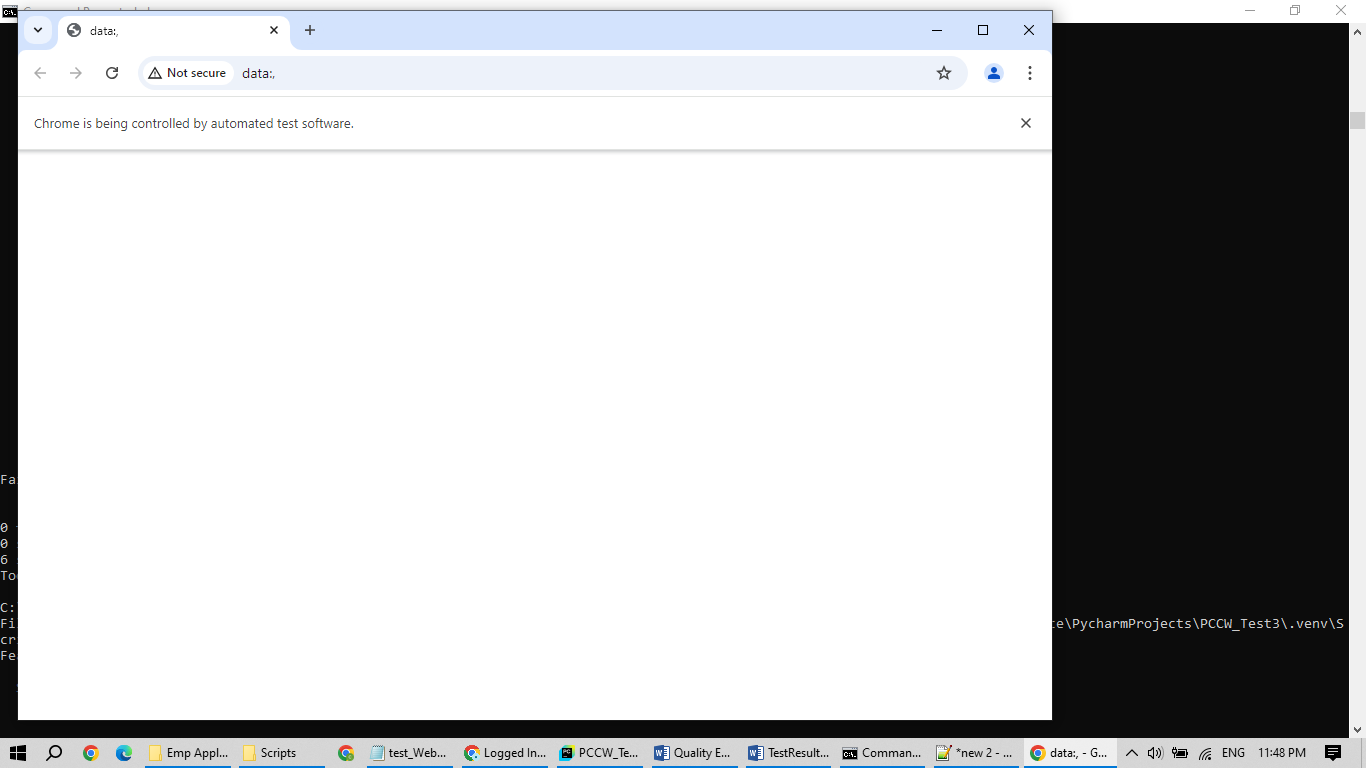 data:,
Not secure
data:,
Chrome is being controlled by automated test software.
Fa
0
0
6
To
C:
Fi
e\PycharmProjects\PCCW_Test3\.venv\S
cr
Fe
Emp Appl...
Scripts
test_Web...
Logged In...
PCCW_Te...
Quality E...
TestResult...
Comman...
*new 2 - ...
data:, - G...
ENG
11:48 PM